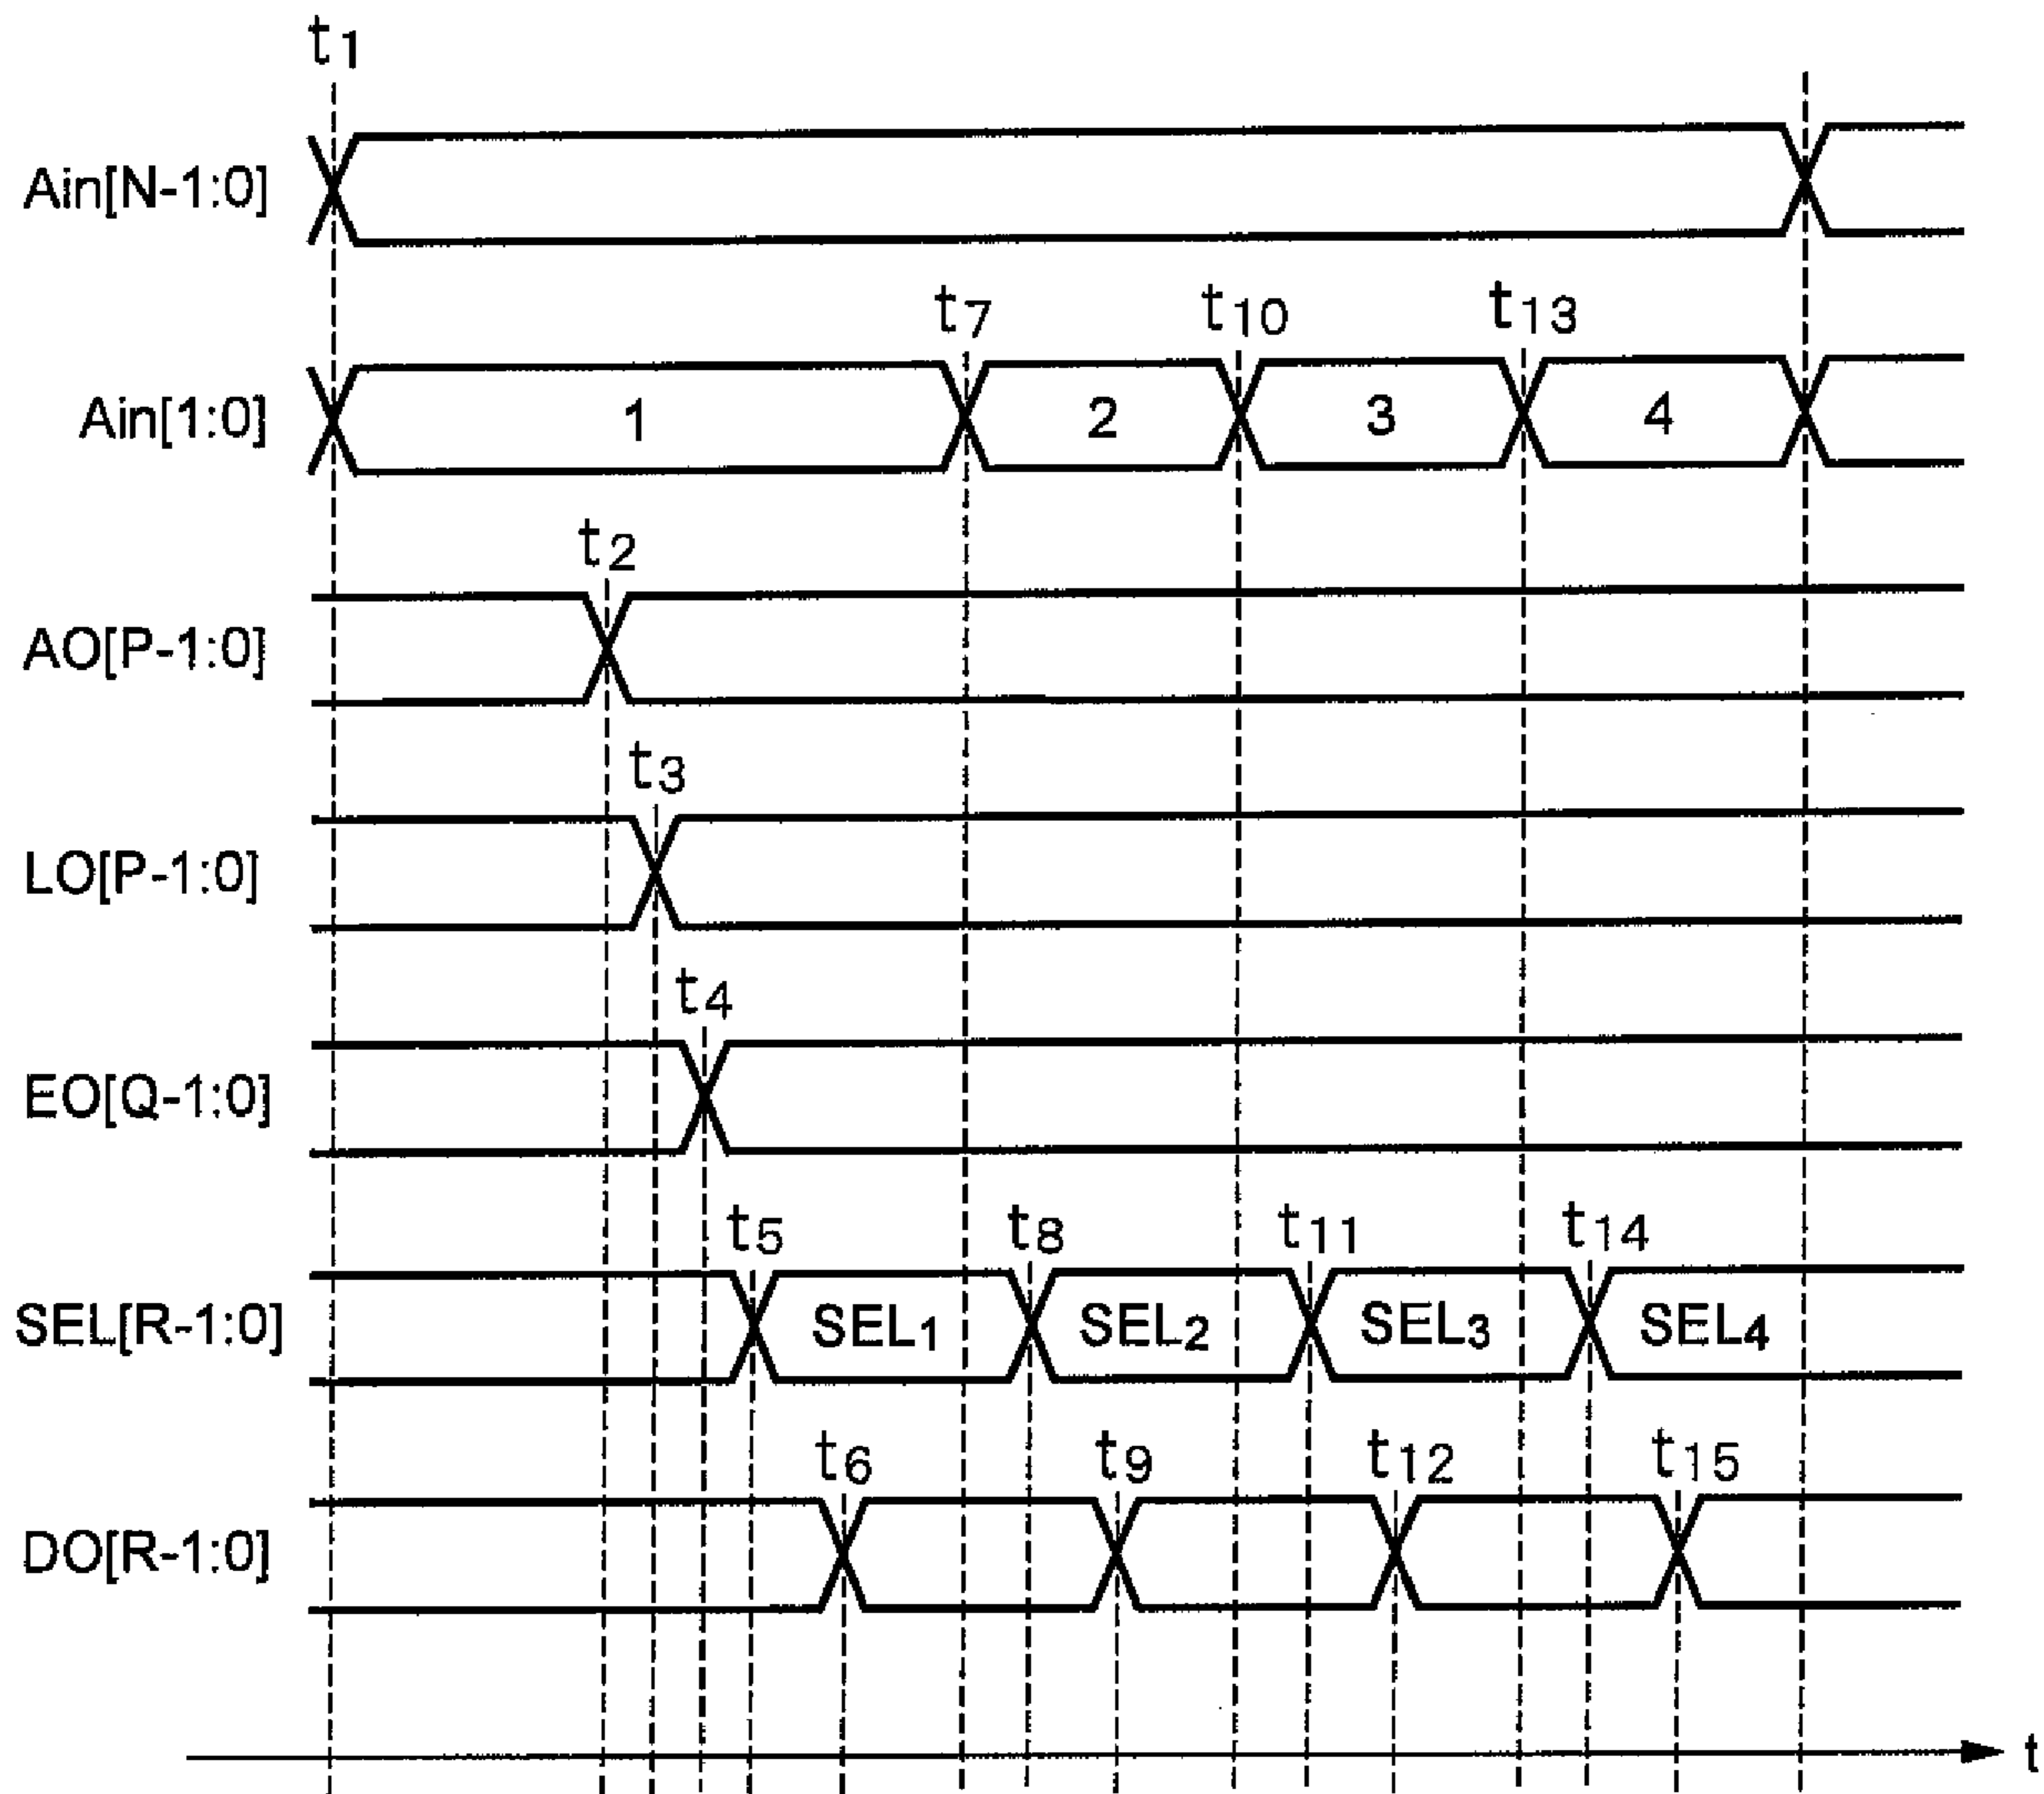 t1
Ain[N-1:0]
t7 t10 t13
Ain[1:0] 1 2 3 4
t2
AO[P-1:0]
t3
LO[P-1:0]
t4
EO[Q-1:0]
t5 t8 t11 t14
SEL[R-1:0] SEL1 SEL2 SEL3 SEL4
t6 t9 t12 t15
DO[R-1:0]
t